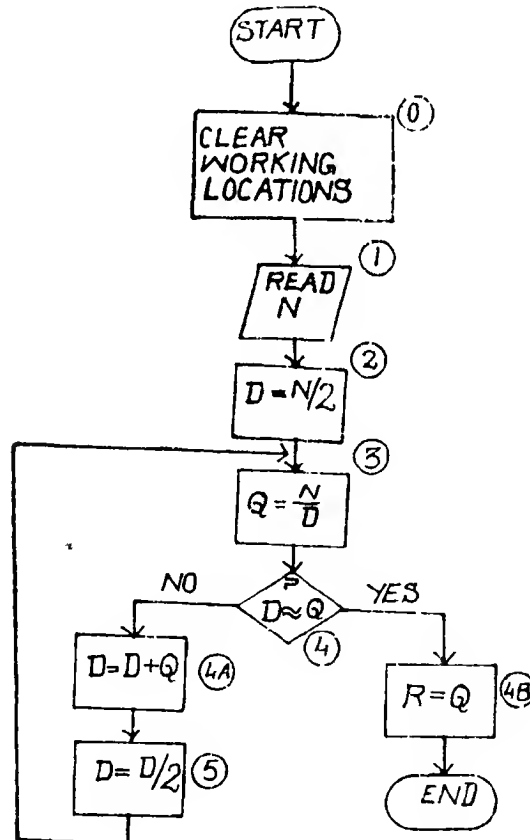 START
0
CLEAR
WORKING
LOCATIONS
1
READ
N
2
D = N/2
3
Q = N/D
?
NO
D ≈ Q
YES
4
D = D+Q
4A
R = Q
4B
D = D/2
5
END